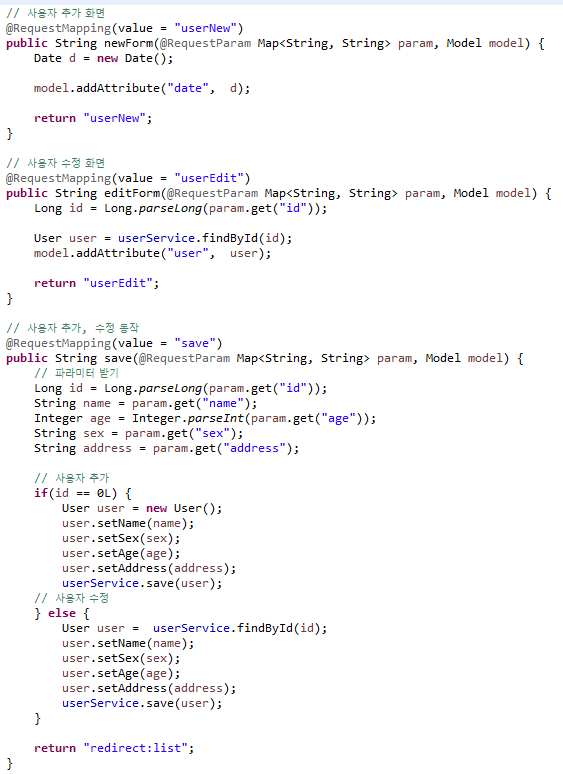 // 사용자 추가 화면
@RequestMapping(value = "userNew")
public String newForm(@RequestParam Map<String, String> param, Model model) {
    Date d = new Date();
    model.addAttribute("date",  d);
    return "userNew";
}
// 사용자 수정 화면
@RequestMapping(value = "userEdit")
public String editForm(@RequestParam Map<String, String> param, Model model) {
    Long id = Long.parseLong(param.get("id"));
    User user = userService.findById(id);
    model.addAttribute("user",  user);
    return "userEdit";
}
// 사용자 추가, 수정 동작
@RequestMapping(value = "save")
public String save(@RequestParam Map<String, String> param, Model model) {
    // 파라미터 받기
    Long id = Long.parseLong(param.get("id"));
    String name = param.get("name");
    Integer age = Integer.parseInt(param.get("age"));
    String sex = param.get("sex");
    String address = param.get("address");
    // 사용자 추가
    if(id == 0L) {
        User user = new User();
        user.setName(name);
        user.setSex(sex);
        user.setAge(age);
        user.setAddress(address);
        userService.save(user);
    // 사용자 수정
    } else {
        User user =  userService.findById(id);
        user.setName(name);
        user.setSex(sex);
        user.setAge(age);
        user.setAddress(address);
        userService.save(user);
    }
    return "redirect:list";
}